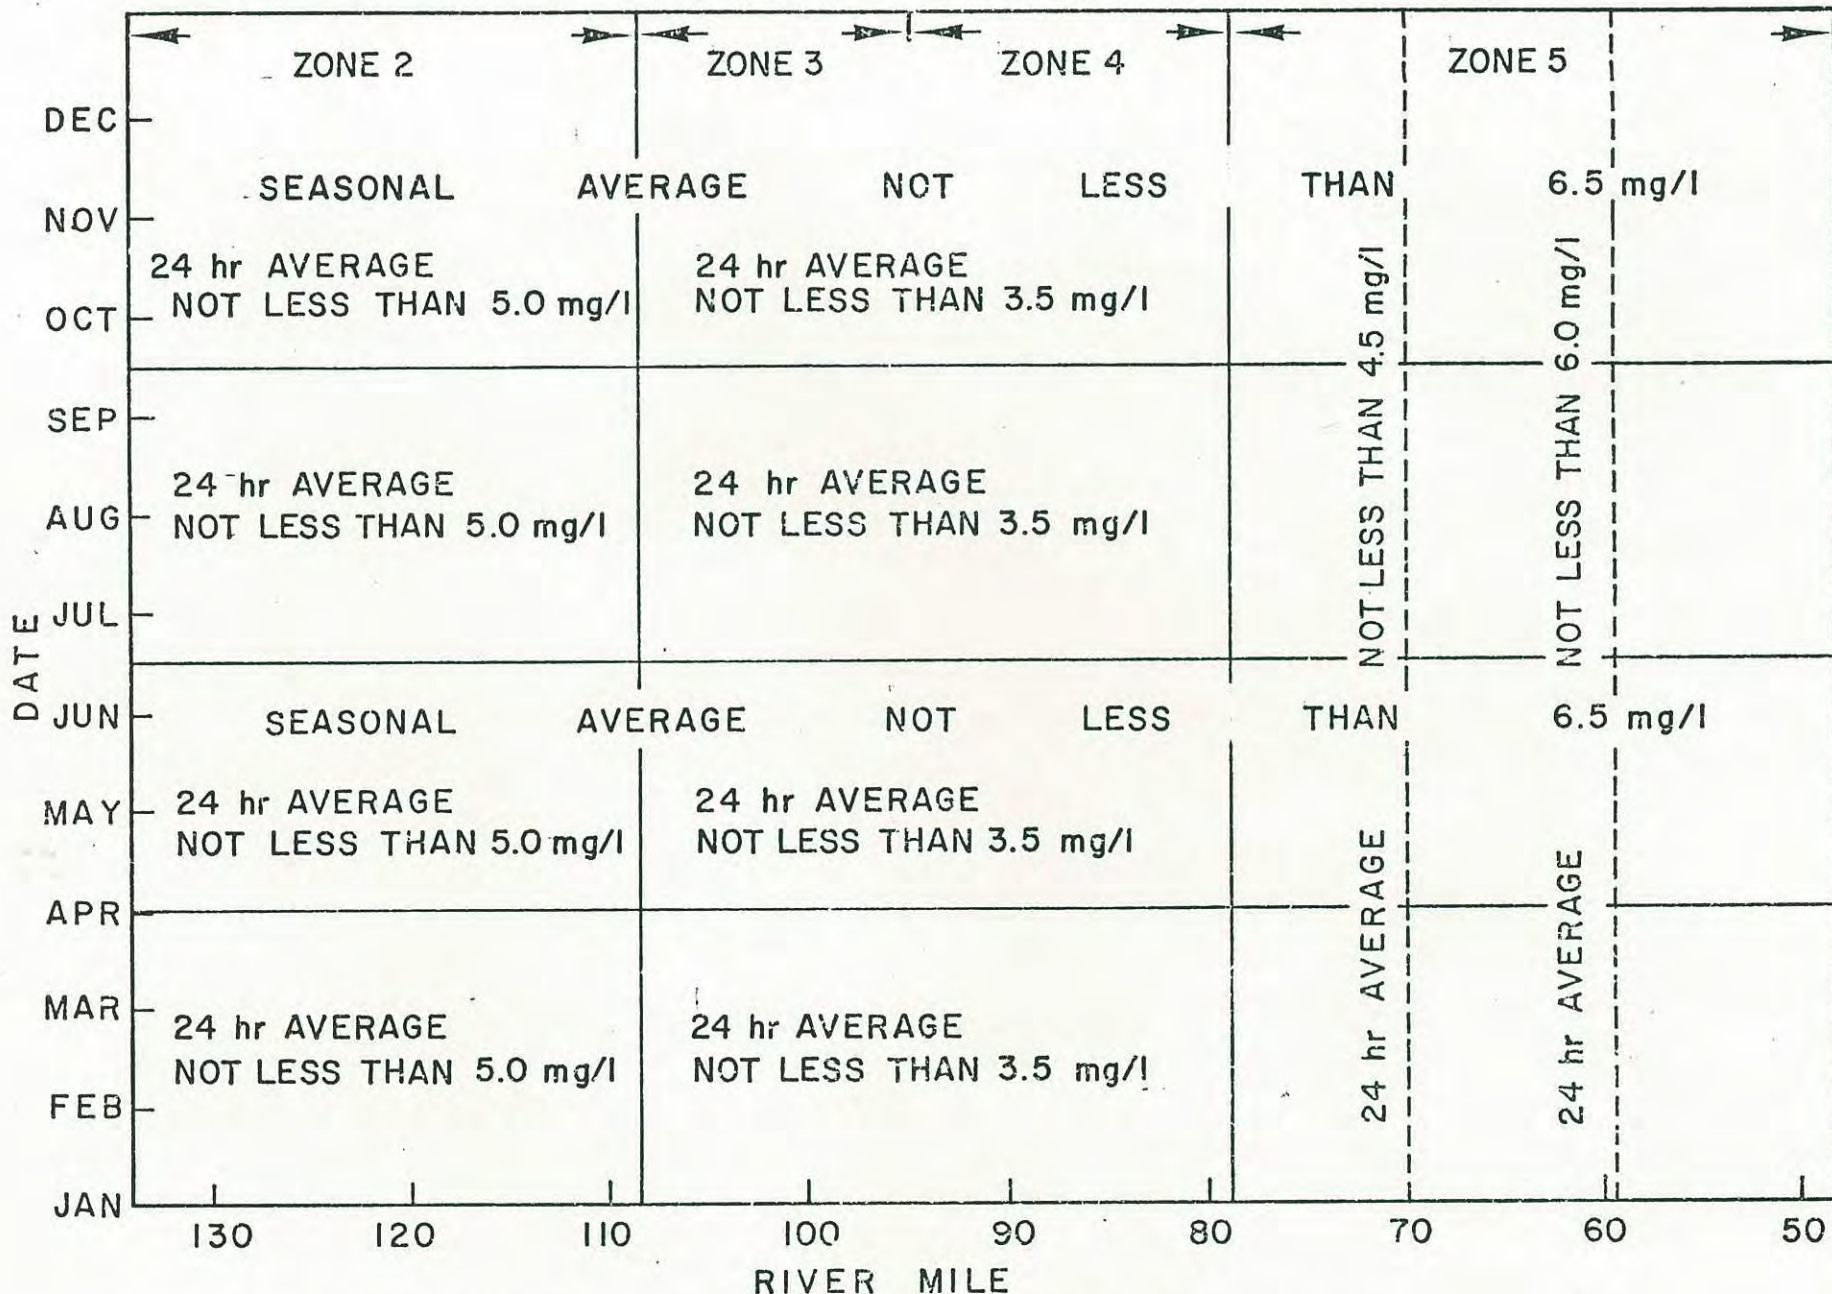 ZONE 2 ZONE 3 ZONE 4 ZONE 5
DEC
SEASONAL AVERAGE NOT LESS THAN 6.5 mg/l
NOV
24 hr AVERAGE
NOT LESS THAN 5.0 mg/l
24 hr AVERAGE
NOT LESS THAN 3.5 mg/l
OCT
SEP
24 hr AVERAGE
NOT LESS THAN 5.0 mg/l
24 hr AVERAGE
NOT LESS THAN 3.5 mg/l
AUG
JUL
DATE
JUN
SEASONAL AVERAGE NOT LESS THAN 6.5 mg/l
MAY
24 hr AVERAGE
NOT LESS THAN 5.0 mg/l
24 hr AVERAGE
NOT LESS THAN 3.5 mg/l
APR
MAR
24 hr AVERAGE
NOT LESS THAN 5.0 mg/l
24 hr AVERAGE
NOT LESS THAN 3.5 mg/l
FEB
JAN
24 hr AVERAGE NOT LESS THAN 4.5 mg/l
24 hr AVERAGE NOT LESS THAN 6.0 mg/l
130 120 110 100 90 80 70 60 50
RIVER MILE